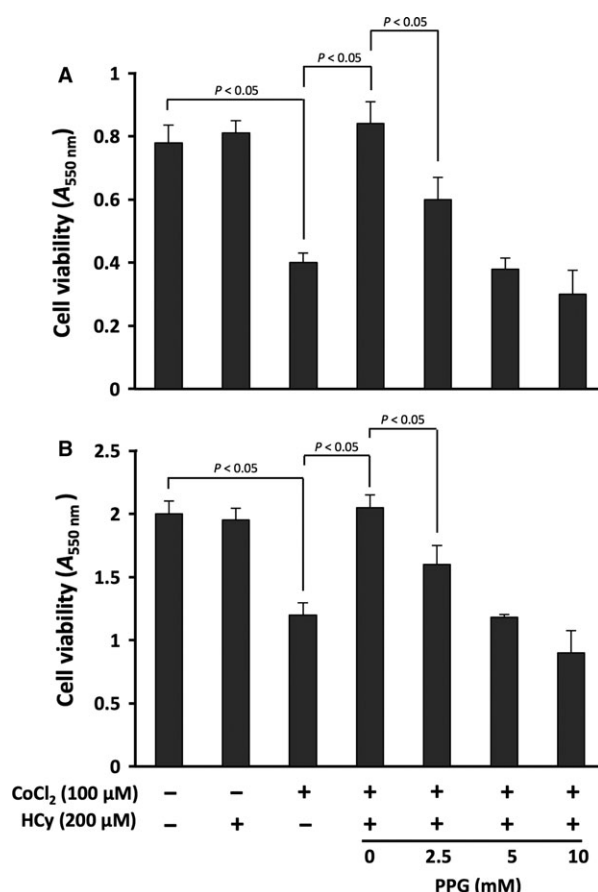 P < 0.05
A
P < 0.05
P < 0.05
1
0.8
0.6
0.4
0.2
0
Cell viability (A550 nm)
P < 0.05
B
P < 0.05
P < 0.05
2.5
2
1.5
1
0.5
0
Cell viability (A550 nm)
CoCl2 (100 µM) – – + + + + +
HCy (200 µM) – + – + + + +
0 2.5 5 10
PPG (mM)